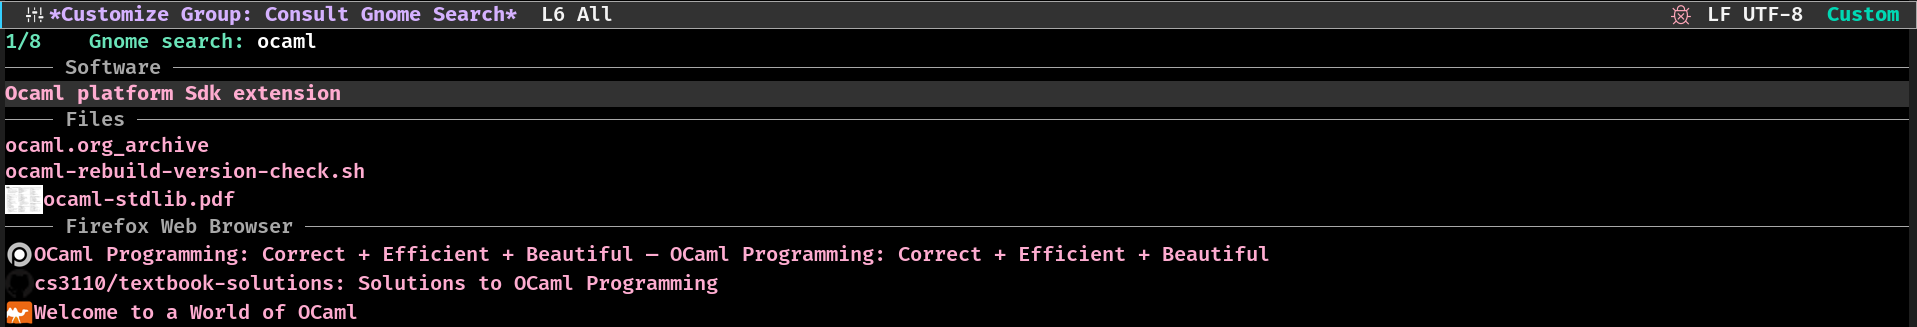 *Customize Group: Consult Gnome Search* L6 All LF UTF-8 Custom
1/8 Gnome search: ocaml
Software
Ocaml platform Sdk extension
Files
ocaml.org_archive
ocaml-rebuild-version-check.sh
ocaml-stdlib.pdf
Firefox Web Browser
OCaml Programming: Correct + Efficient + Beautiful — OCaml Programming: Correct + Efficient + Beautiful
cs3110/textbook-solutions: Solutions to OCaml Programming
Welcome to a World of OCaml